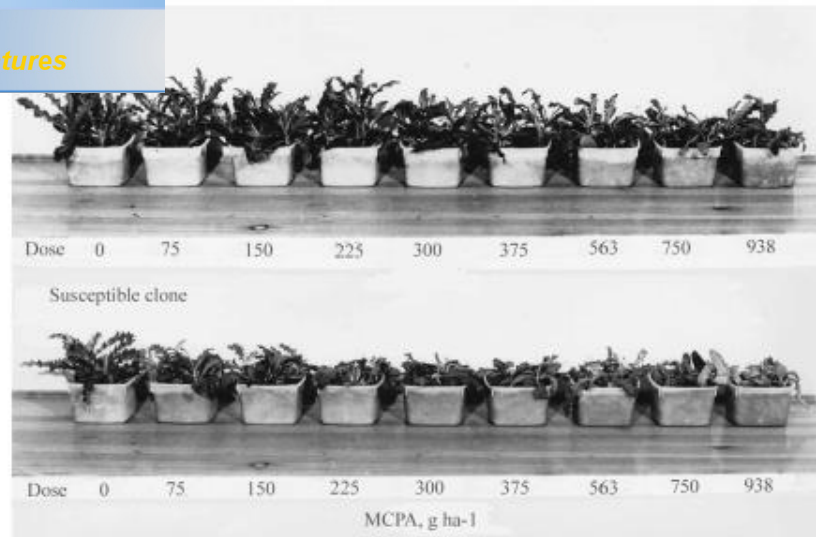 tures
Dose 0 75 150 225 300 375 563 750 938
Susceptible clone
Dose 0 75 150 225 300 375 563 750 938
MCPA, g ha-1